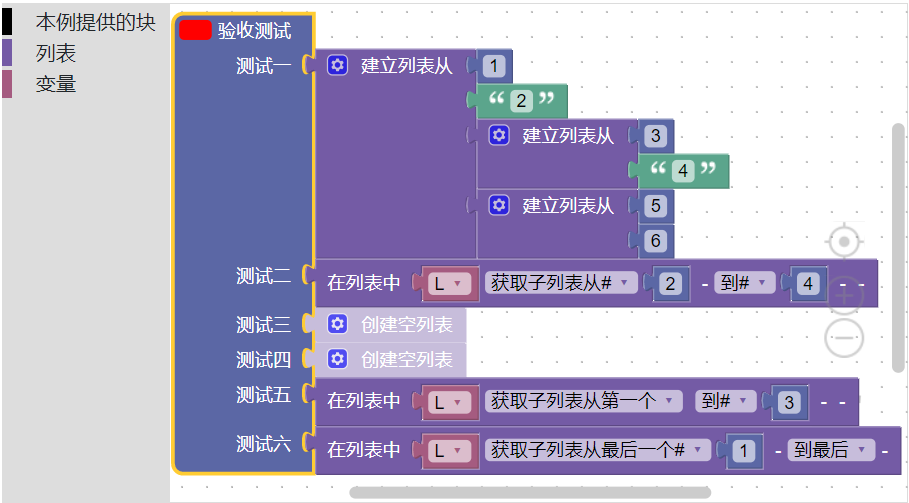 本例提供的块
列表
变量
验收测试
测试一 建立列表从 1
“ 2 ”
建立列表从 3
“ 4 ”
建立列表从 5
6
测试二 在列表中 L 获取子列表从# 2 - 到# 4 - -
测试三 创建空列表
测试四 创建空列表
测试五 在列表中 L 获取子列表从第一个 到# 3 - -
测试六 在列表中 L 获取子列表从最后一个# 1 - 到最后 -